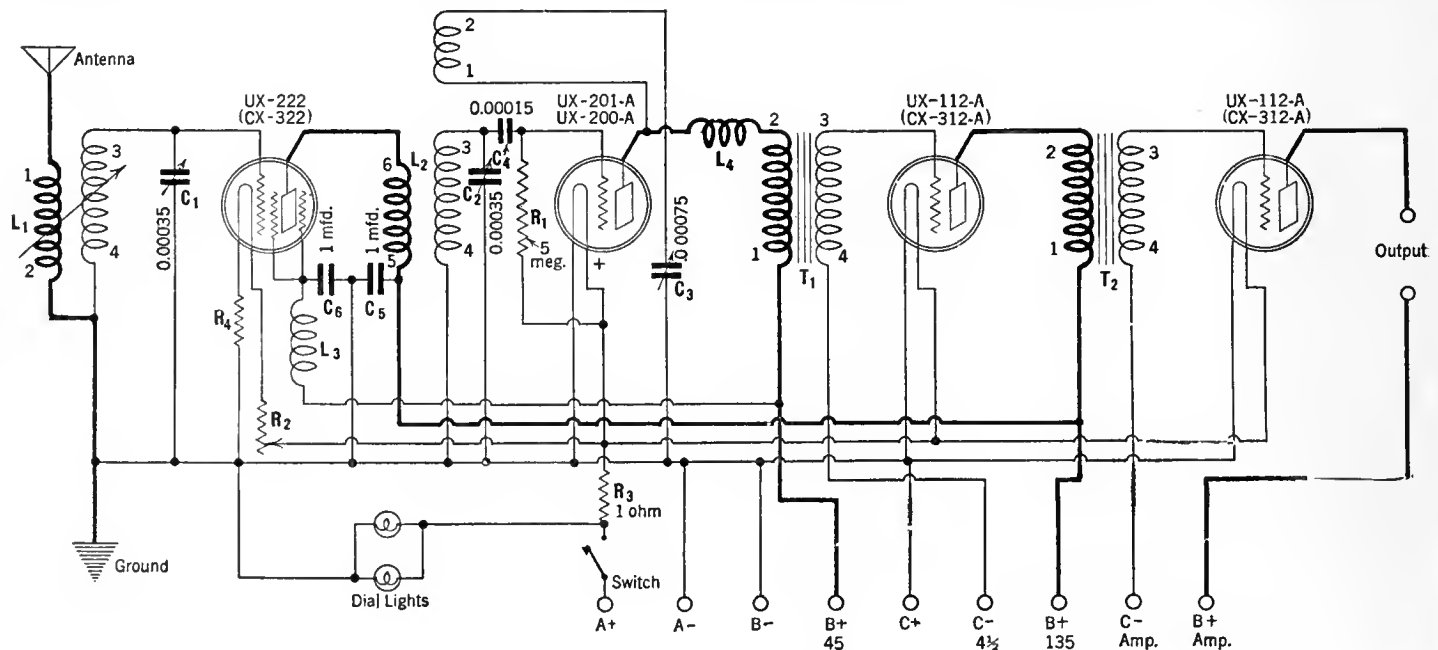 Antenna
1
L1
2
3
4
C1
0.00035
UX-222
(CX-322)
R4
R2
L3
1 mfd.
C6
1 mfd.
C5
6
5
L2
3
4
2
1
0.00015
C4
C2
0.00035
R1
5
meg.
UX-201-A
UX-200-A
+
.00075
C3
L4
2
1
T1
3
4
UX-112-A
(CX-312-A)
2
1
T2
3
4
UX-112-A
(CX-312-A)
Output
R3
1 ohm
Ground
Dial Lights
Switch
A+
A-
B-
B+
45
C+
C-
4½
B+
135
C-
Amp.
B+
Amp.